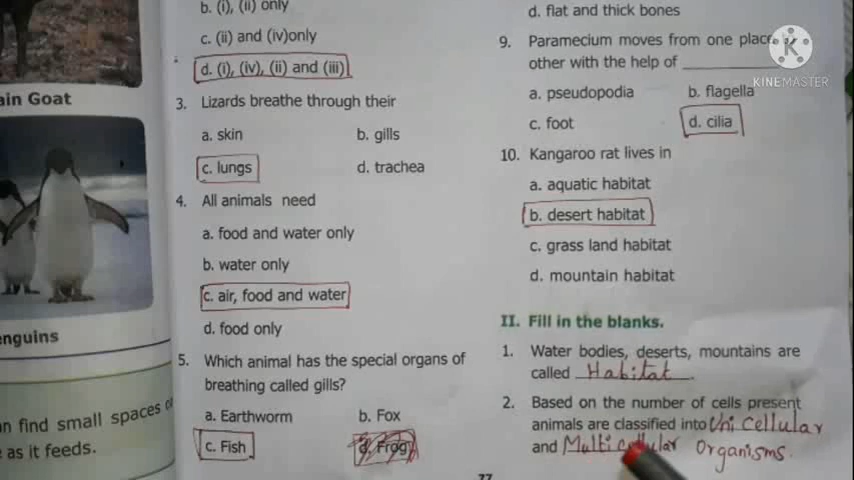 b. (i), (ii) only
c. (ii) and (iv)only
d. (i), (iv), (ii) and (iii)
ain Goat
3. Lizards breathe through their
a. skin
b. gills
c. lungs
d. trachea
4. All animals need
a. food and water only
b. water only
c. air, food and water
d. food only
enguins
5. Which animal has the special organs of
breathing called gills?
a. Earthworm
b. Fox
c. Fish
d. Frog
n find small spaces
as it feeds.
d. flat and thick bones
9. Paramecium moves from one place
other with the help of
a. pseudopodia
b. flagella
c. foot
d. cilia
10. Kangaroo rat lives in
a. aquatic habitat
b. desert habitat
c. grass land habitat
d. mountain habitat
II. Fill in the blanks.
1. Water bodies, deserts, mountains are
called Habitat.
2. Based on the number of cells present
animals are classified into Uni cellular
and Multi cellular Organisms.
77
K
KINEMASTER